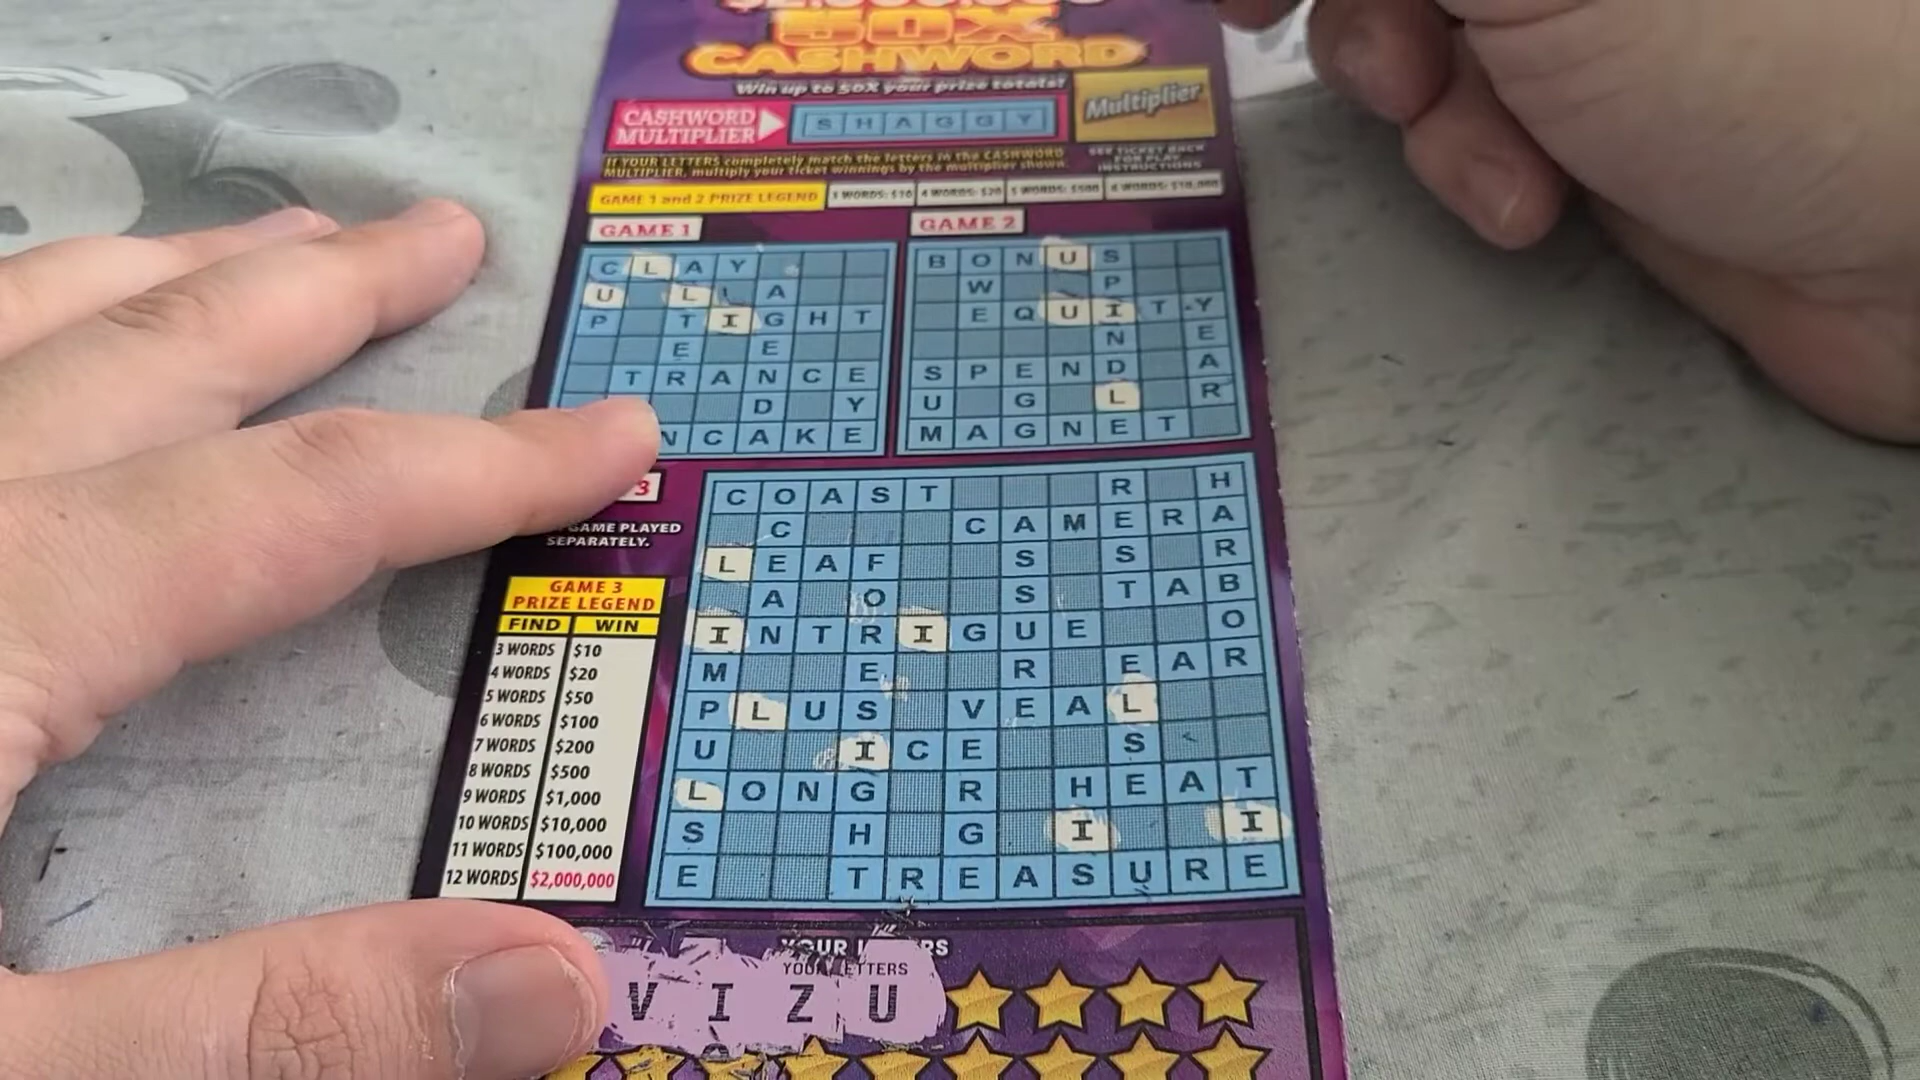 50X
CASHWORD
Win up to 50X your prize totals!
CASHWORD
MULTIPLIER
S H A G G Y
Multiplier
IF YOUR LETTERS completely match the letters in the CASHWORD
MULTIPLIER, multiply your ticket winnings by the multiplier shown.
SEE TICKET BACK
FOR PLAY
INSTRUCTIONS
GAME 1 and 2 PRIZE LEGEND
3 WORDS: $10
4 WORDS: $20
5 WORDS: $500
6 WORDS: $10,000
GAME 1
C L A Y
U L A
P T I G H T
E E
T R A N C E
D Y
N C A K E
GAME 2
B O N U S
W P
E Q U I T Y
N E
S P E N D A
U G L R
M A G N E T
3
GAME PLAYED
SEPARATELY.
C O A S T R H
C C A M E R A
L E A F S S R
A O S T A B
I N T R I G U E O
M E R E A R
P L U S V E A L
U I C E S
L O N G R H E A T
S H G I I
E T R E A S U R E
GAME 3
PRIZE LEGEND
FIND WIN
3 WORDS $10
4 WORDS $20
5 WORDS $50
6 WORDS $100
7 WORDS $200
8 WORDS $500
9 WORDS $1,000
10 WORDS $10,000
11 WORDS $100,000
12 WORDS $2,000,000
YOUR LETTERS
YOUR LETTERS
V I Z U